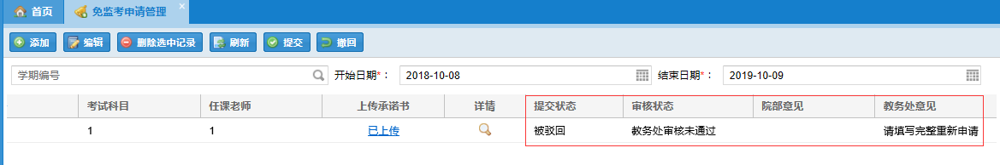 首页 免监考申请管理
添加 编辑 删除选中记录 刷新 提交 撤回
学期编号 开始日期*： 2018-10-08 结束日期*： 2019-10-09
考试科目 任课老师 上传承诺书 详情 提交状态 审核状态 院部意见 教务处意见
1 1 已上传 被驳回 教务处审核未通过 请填写完整重新申请